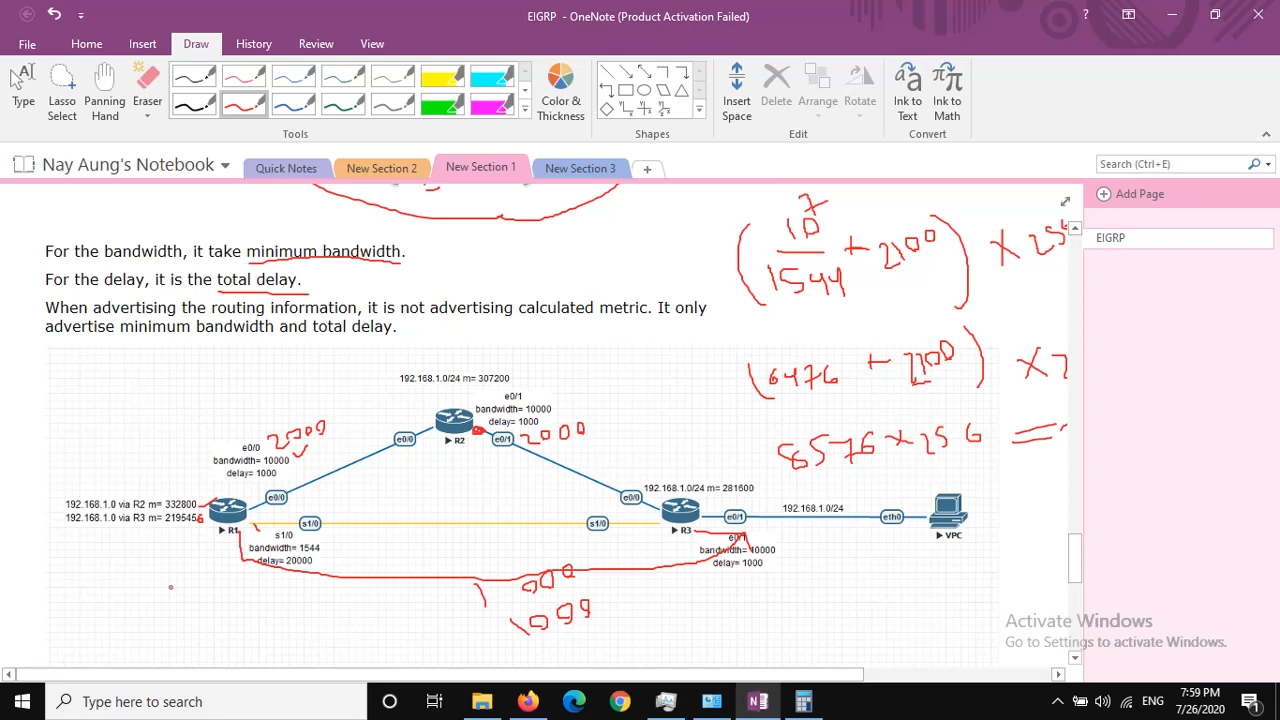 EIGRP - OneNote (Product Activation Failed)
File Home Insert Draw History Review View
Type
Lasso Select
Panning Hand
Eraser
Color & Thickness
Insert Space
Delete
Arrange
Rotate
Ink to Text
Ink to Math
Tools
Shapes
Edit
Convert
Nay Aung's Notebook
Quick Notes
New Section 2
New Section 1
New Section 3
Search (Ctrl+E)
Add Page
EIGRP
For the bandwidth, it take minimum bandwidth.
For the delay, it is the total delay.
When advertising the routing information, it is not advertising calculated metric. It only
advertise minimum bandwidth and total delay.
10^7
1544 + 2100 ) × 256
(6476 + 2100) × 2
8576 × 256 =
192.168.1.0/24 m= 307200
e0/1
bandwidth= 10000
delay= 1000
R2
e0/0
e0/1
2000
2000
e0/0
bandwidth= 10000
delay= 1000
192.168.1.0 via R2 m= 332800
192.168.1.0 via R3 m= 2195456
R1
e0/0
s1/0
s1/0
bandwidth= 1544
delay= 20000
s1/0
e0/0
192.168.1.0/24 m= 281600
R3
e0/1
192.168.1.0/24
eth0
VPC
e0/1
bandwidth= 10000
delay= 1000
1000
Activate Windows
Go to Settings to activate Windows.
Type here to search
ENG
7:59 PM
7/26/2020